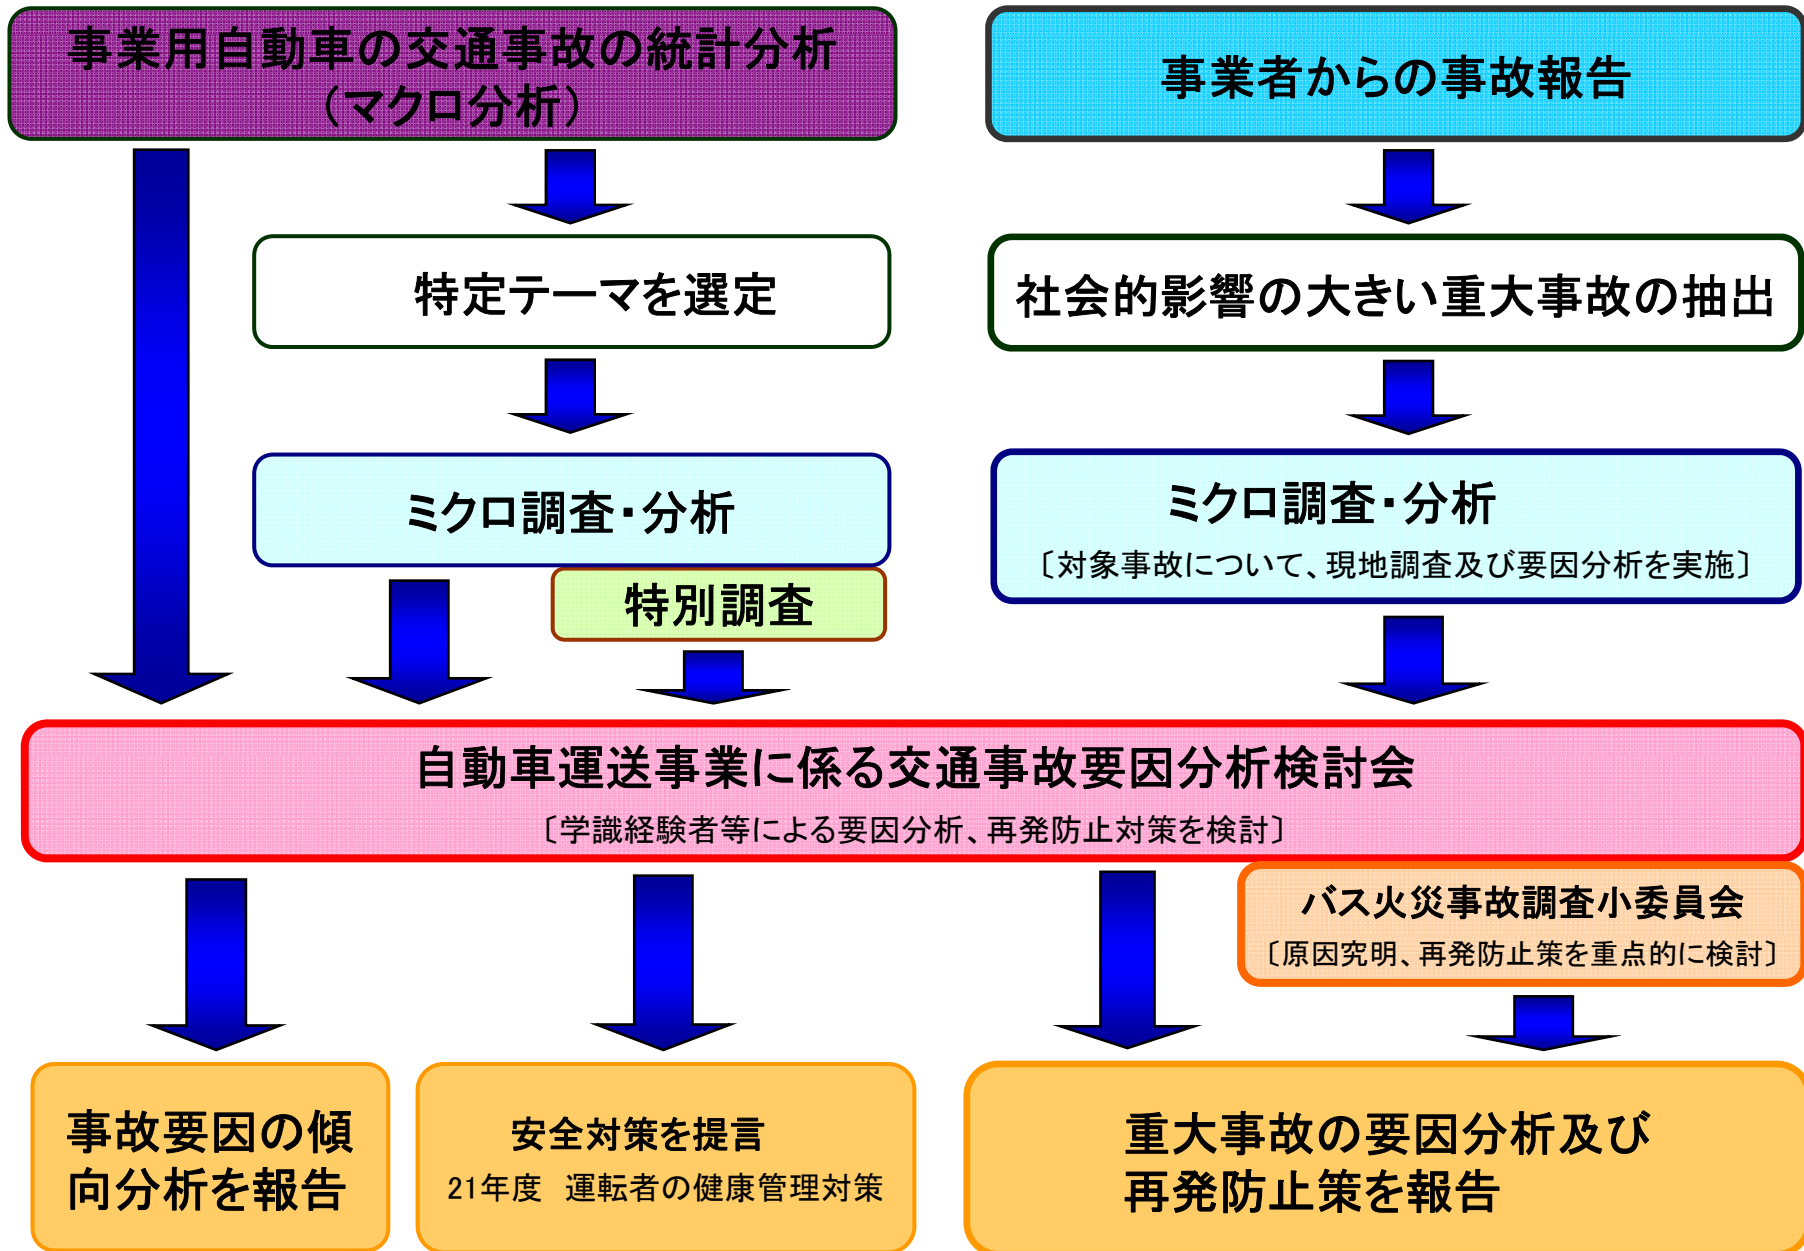 事業用自動車の交通事故の統計分析
（マクロ分析）
事業者からの事故報告
特定テーマを選定
社会的影響の大きい重大事故の抽出
ミクロ調査・分析
特別調査
ミクロ調査・分析
〔対象事故について、現地調査及び要因分析を実施〕
自動車運送事業に係る交通事故要因分析検討会
〔学識経験者等による要因分析、再発防止対策を検討〕
バス火災事故調査小委員会
〔原因究明、再発防止策を重点的に検討〕
事故要因の傾
向分析を報告
安全対策を提言
21年度　運転者の健康管理対策
重大事故の要因分析及び
再発防止策を報告